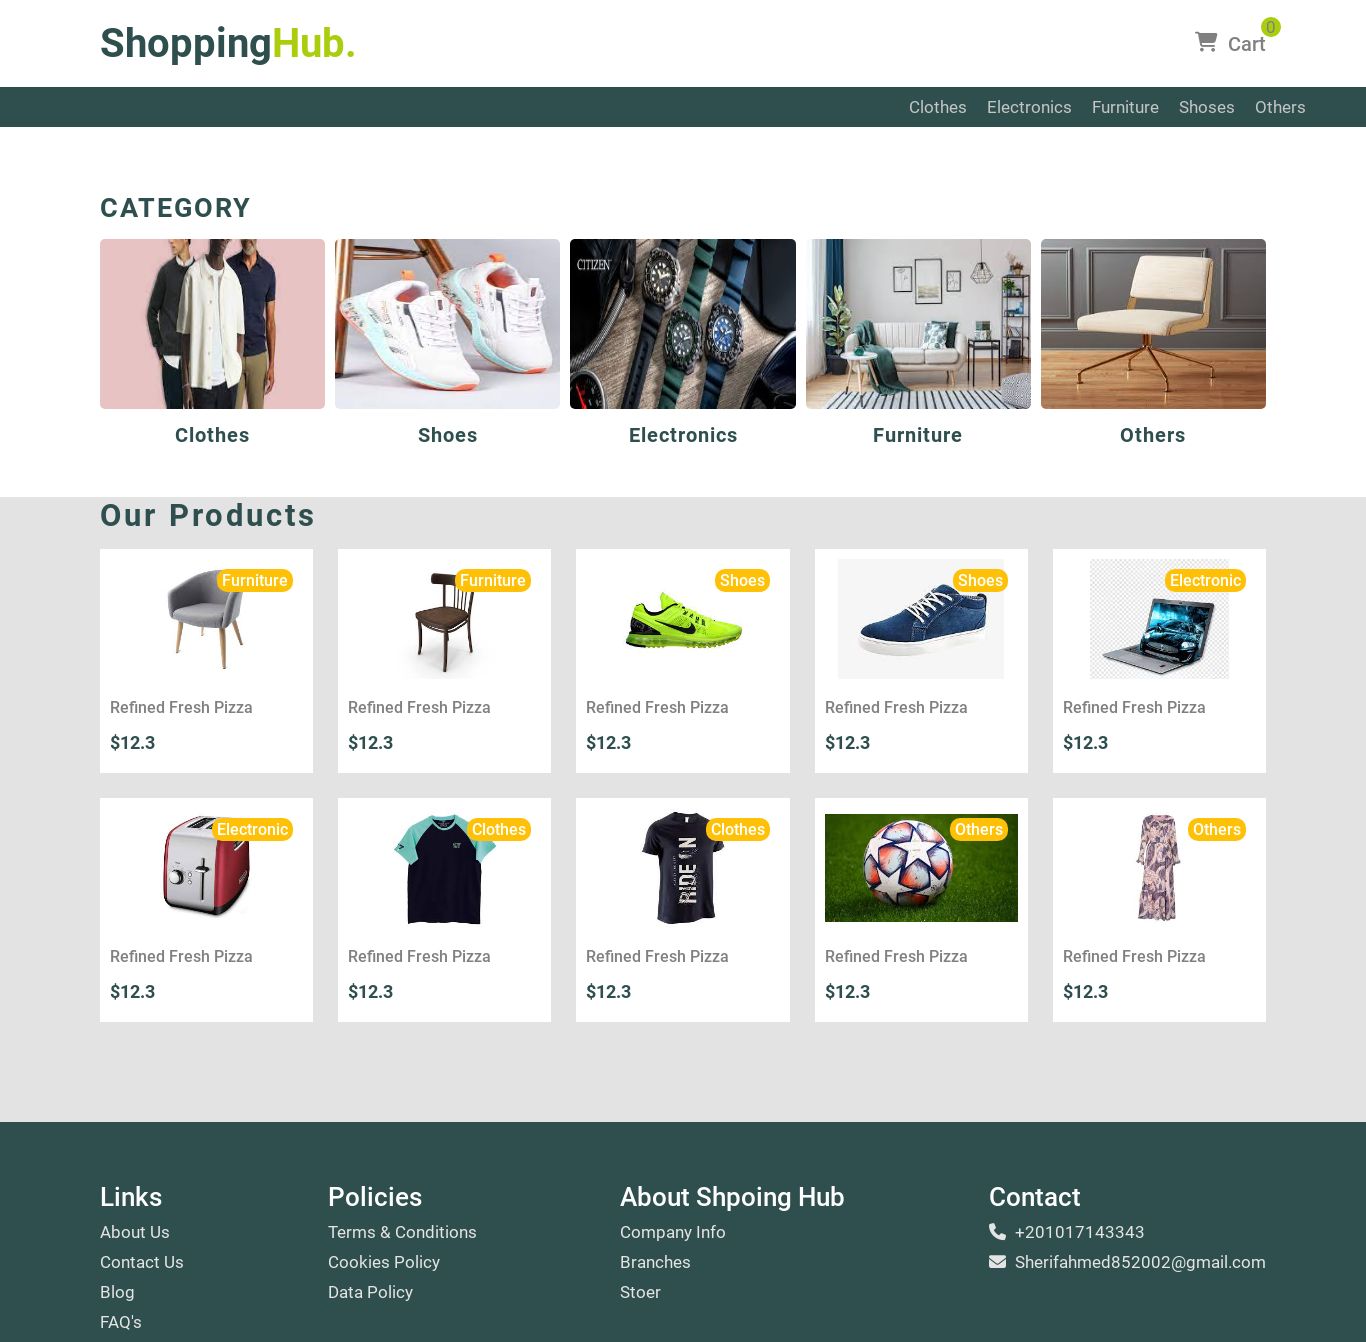 ShoppingHub.
Cart
0
Clothes Electronics Furniture Shoses Others
CATEGORY
CITIZEN
Clothes Shoes Electronics Furniture Others
Our Products
Furniture Furniture Shoes Shoes Electronic
Refined Fresh Pizza Refined Fresh Pizza Refined Fresh Pizza Refined Fresh Pizza Refined Fresh Pizza
$12.3 $12.3 $12.3 $12.3 $12.3
Electronic Clothes Clothes Others Others
RIDE ON
Refined Fresh Pizza Refined Fresh Pizza Refined Fresh Pizza Refined Fresh Pizza Refined Fresh Pizza
$12.3 $12.3 $12.3 $12.3 $12.3
Links
About Us
Contact Us
Blog
FAQ's
Policies
Terms & Conditions
Cookies Policy
Data Policy
About Shpoing Hub
Company Info
Branches
Stoer
Contact
+201017143343
Sherifahmed852002@gmail.com